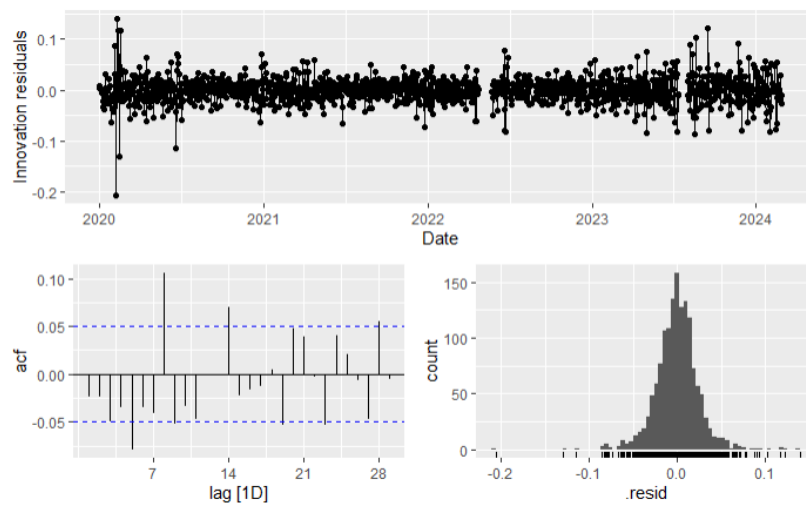 Innovation residuals
0.1
0.0
-0.1
-0.2
2020 2021 2022 2023 2024
Date
acf
0.10
0.05
0.00
-0.05
7 14 21 28
lag [1D]
count
150
100
50
0
-0.2 -0.1 0.0 0.1
.resid